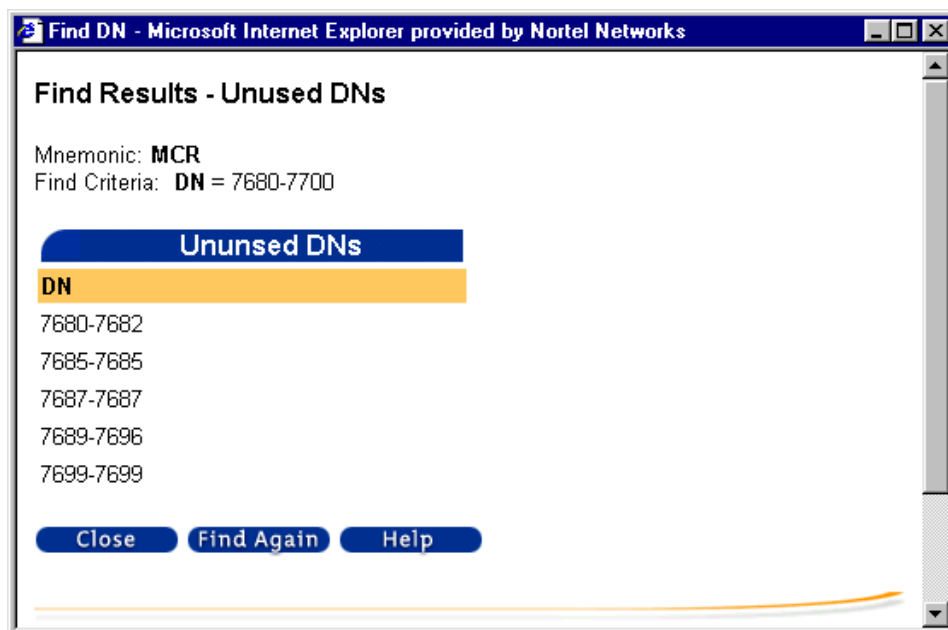 Find DN - Microsoft Internet Explorer provided by Nortel Networks
Find Results - Unused DNs
Mnemonic: MCR
Find Criteria: DN = 7680-7700
Ununsed DNs
DN
7680-7682
7685-7685
7687-7687
7689-7696
7699-7699
Close Find Again Help